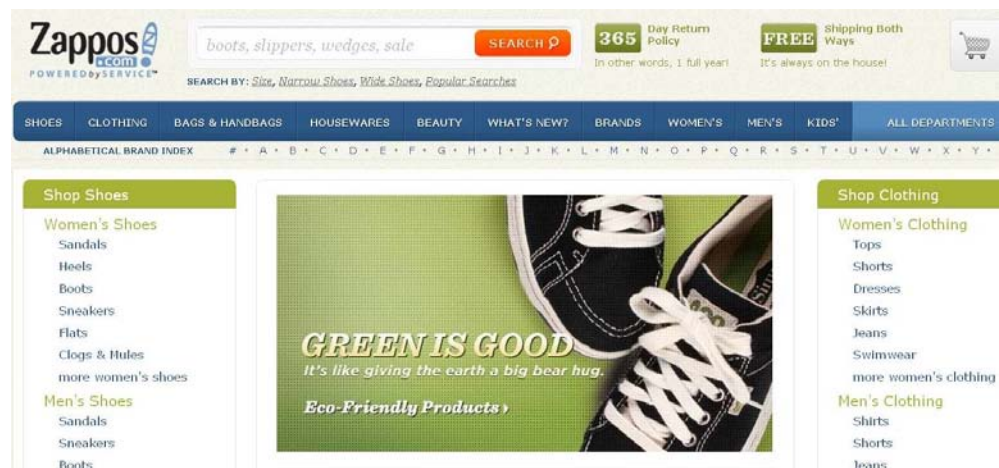 Zappos
.com
POWERED by SERVICE™
boots, slippers, wedges, sale
SEARCH
365 Day Return Policy
In other words, 1 full year!
FREE Shipping Both Ways
It's always on the house!
SEARCH BY: Size, Narrow Shoes, Wide Shoes, Popular Searches
SHOES CLOTHING BAGS & HANDBAGS HOUSEWARES BEAUTY WHAT'S NEW? BRANDS WOMEN'S MEN'S KIDS' ALL DEPARTMENTS
ALPHABETICAL BRAND INDEX # • A • B • C • D • E • F • G • H • I • J • K • L • M • N • O • P • Q • R • S • T • U • V • W • X • Y •
Shop Shoes
Women's Shoes
Sandals
Heels
Boots
Sneakers
Flats
Clogs & Mules
more women's shoes
Men's Shoes
Sandals
Sneakers
Boots
GREEN IS GOOD
It's like giving the earth a big bear hug.
Eco-Friendly Products ›
Shop Clothing
Women's Clothing
Tops
Shorts
Dresses
Skirts
Jeans
Swimwear
more women's clothing
Men's Clothing
Shirts
Shorts
Jeans